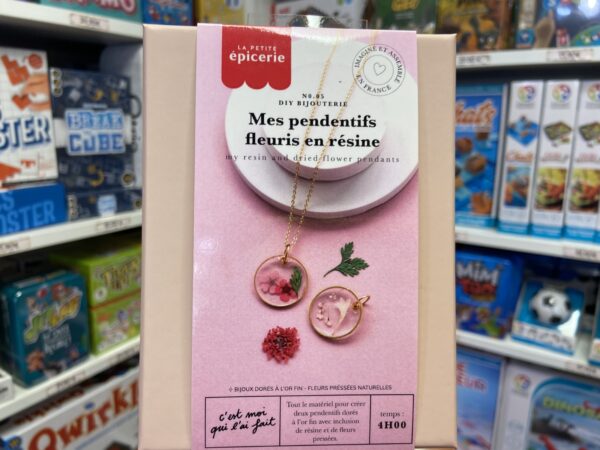 LA PETITE
épicerie
IMAGINÉ ET ASSEMBLÉ
EN FRANCE
No.05
DIY BIJOUTERIE
Mes pendentifs
fleuris en résine
my resin and dried flower pendants
BIJOUX DORÉS À L'OR FIN - FLEURS PRESSÉES NATURELLES
c'est moi
qui l'ai fait
Tout le matériel pour créer
deux pendentifs dorés
à l'or fin avec inclusion
de résine et de fleurs
pressées.
temps :
4H00
CUBE
Qwirkl